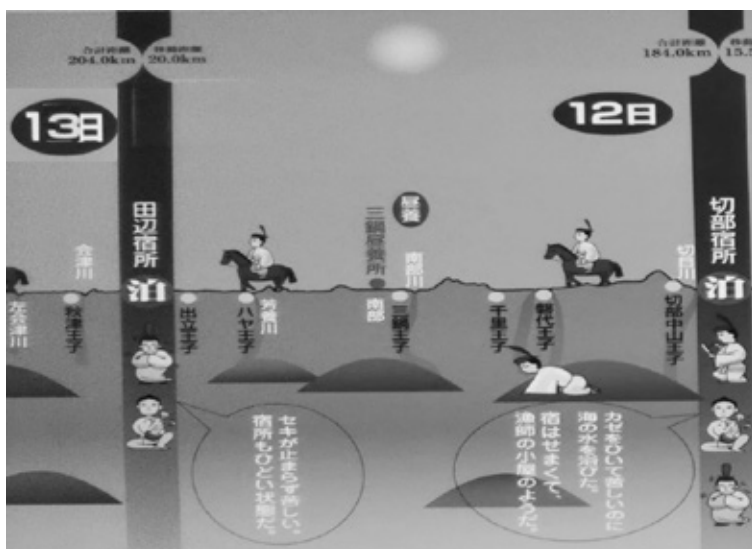 合計距離
移動距離
204.0km
20.0km
合計距離
184.0km
15.5
13日
12日
切部宿所
泊
切目川
切部中山王子
磐代王子
千里王子
南部川
昼養
三鍋昼養所
三鍋王子
南部
芳養川
ハヤ王子
出立王子
田辺宿所
泊
会津川
秋津王子
左会津川
カゼをひいて苦しいのに
海の水を浴びた。
宿はせまくて、
漁師の小屋のようだ。
セキが止まらず苦しい。
宿所もひどい状態だ。